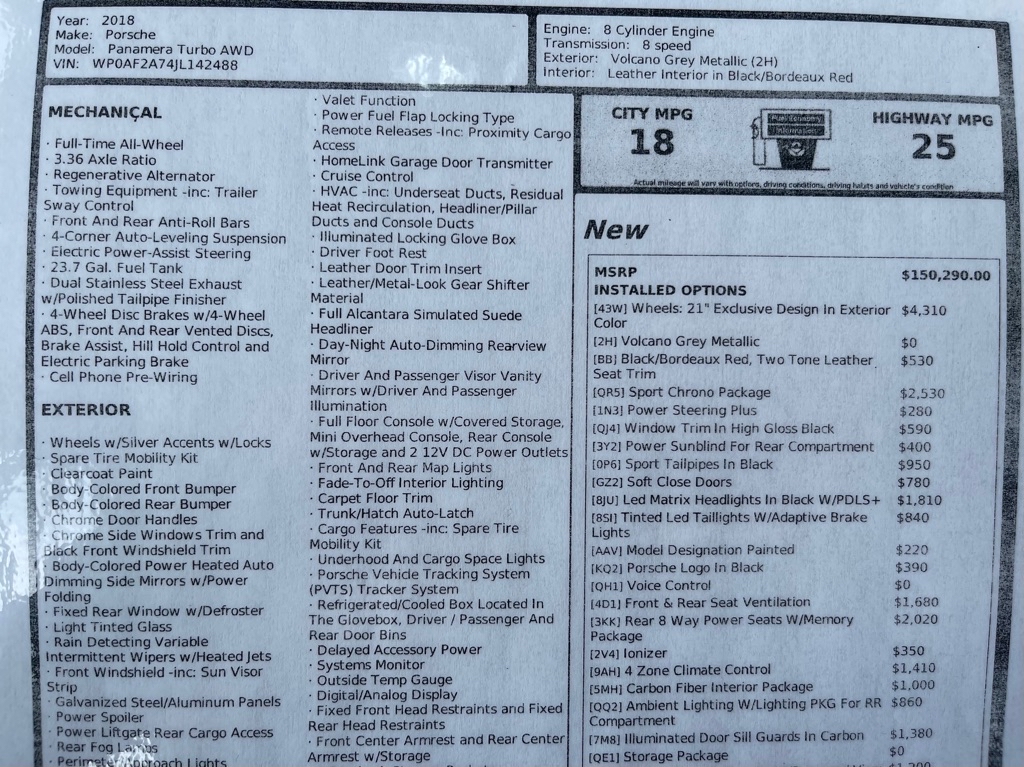 Year: 2018
Make: Porsche
Model: Panamera Turbo AWD
VIN: WP0AF2A74JL142488
Engine: 8 Cylinder Engine
Transmission: 8 speed
Exterior: Volcano Grey Metallic (2H)
Interior: Leather Interior in Black/Bordeaux Red
MECHANICAL
· Full-Time All-Wheel
· 3.36 Axle Ratio
· Regenerative Alternator
· Towing Equipment -inc: Trailer
Sway Control
· Front And Rear Anti-Roll Bars
· 4-Corner Auto-Leveling Suspension
· Electric Power-Assist Steering
· 23.7 Gal. Fuel Tank
· Dual Stainless Steel Exhaust
w/Polished Tailpipe Finisher
· 4-Wheel Disc Brakes w/4-Wheel
ABS, Front And Rear Vented Discs,
Brake Assist, Hill Hold Control and
Electric Parking Brake
· Cell Phone Pre-Wiring
EXTERIOR
· Wheels w/Silver Accents w/Locks
· Spare Tire Mobility Kit
· Clearcoat Paint
· Body-Colored Front Bumper
· Body-Colored Rear Bumper
· Chrome Door Handles
· Chrome Side Windows Trim and
Black Front Windshield Trim
· Body-Colored Power Heated Auto
Dimming Side Mirrors w/Power
Folding
· Fixed Rear Window w/Defroster
· Light Tinted Glass
· Rain Detecting Variable
Intermittent Wipers w/Heated Jets
· Front Windshield -inc: Sun Visor
Strip
· Galvanized Steel/Aluminum Panels
· Power Spoiler
· Power Liftgate Rear Cargo Access
· Rear Fog Lamps
· Perimeter Approach Lights
· Valet Function
· Power Fuel Flap Locking Type
· Remote Releases -Inc: Proximity Cargo
Access
· HomeLink Garage Door Transmitter
· Cruise Control
· HVAC -inc: Underseat Ducts, Residual
Heat Recirculation, Headliner/Pillar
Ducts and Console Ducts
· Illuminated Locking Glove Box
· Driver Foot Rest
· Leather Door Trim Insert
· Leather/Metal-Look Gear Shifter
Material
· Full Alcantara Simulated Suede
Headliner
· Day-Night Auto-Dimming Rearview
Mirror
· Driver And Passenger Visor Vanity
Mirrors w/Driver And Passenger
Illumination
· Full Floor Console w/Covered Storage,
Mini Overhead Console, Rear Console
w/Storage and 2 12V DC Power Outlets
· Front And Rear Map Lights
· Fade-To-Off Interior Lighting
· Carpet Floor Trim
· Trunk/Hatch Auto-Latch
· Cargo Features -inc: Spare Tire
Mobility Kit
· Underhood And Cargo Space Lights
· Porsche Vehicle Tracking System
(PVTS) Tracker System
· Refrigerated/Cooled Box Located In
The Glovebox, Driver / Passenger And
Rear Door Bins
· Delayed Accessory Power
· Systems Monitor
· Outside Temp Gauge
· Digital/Analog Display
· Fixed Front Head Restraints and Fixed
Rear Head Restraints
· Front Center Armrest and Rear Center
Armrest w/Storage
CITY MPG
18
Fuel Economy
Information
HIGHWAY MPG
25
Actual mileage will vary with options, driving conditions, driving habits and vehicle's condition
New
MSRP $150,290.00
INSTALLED OPTIONS
[43W] Wheels: 21" Exclusive Design In Exterior $4,310
Color
[2H] Volcano Grey Metallic $0
[BB] Black/Bordeaux Red, Two Tone Leather $530
Seat Trim
[QR5] Sport Chrono Package $2,530
[1N3] Power Steering Plus $280
[QJ4] Window Trim In High Gloss Black $590
[3Y2] Power Sunblind For Rear Compartment $400
[0P6] Sport Tailpipes In Black $950
[GZ2] Soft Close Doors $780
[8JU] Led Matrix Headlights In Black W/PDLS+ $1,810
[8SI] Tinted Led Taillights W/Adaptive Brake $840
Lights
[AAV] Model Designation Painted $220
[KQ2] Porsche Logo In Black $390
[QH1] Voice Control $0
[4D1] Front & Rear Seat Ventilation $1,680
[3KK] Rear 8 Way Power Seats W/Memory $2,020
Package
[2V4] Ionizer $350
[9AH] 4 Zone Climate Control $1,410
[5MH] Carbon Fiber Interior Package $1,000
[QQ2] Ambient Lighting W/Lighting PKG For RR $860
Compartment
[7M8] Illuminated Door Sill Guards In Carbon $1,380
[QE1] Storage Package $0